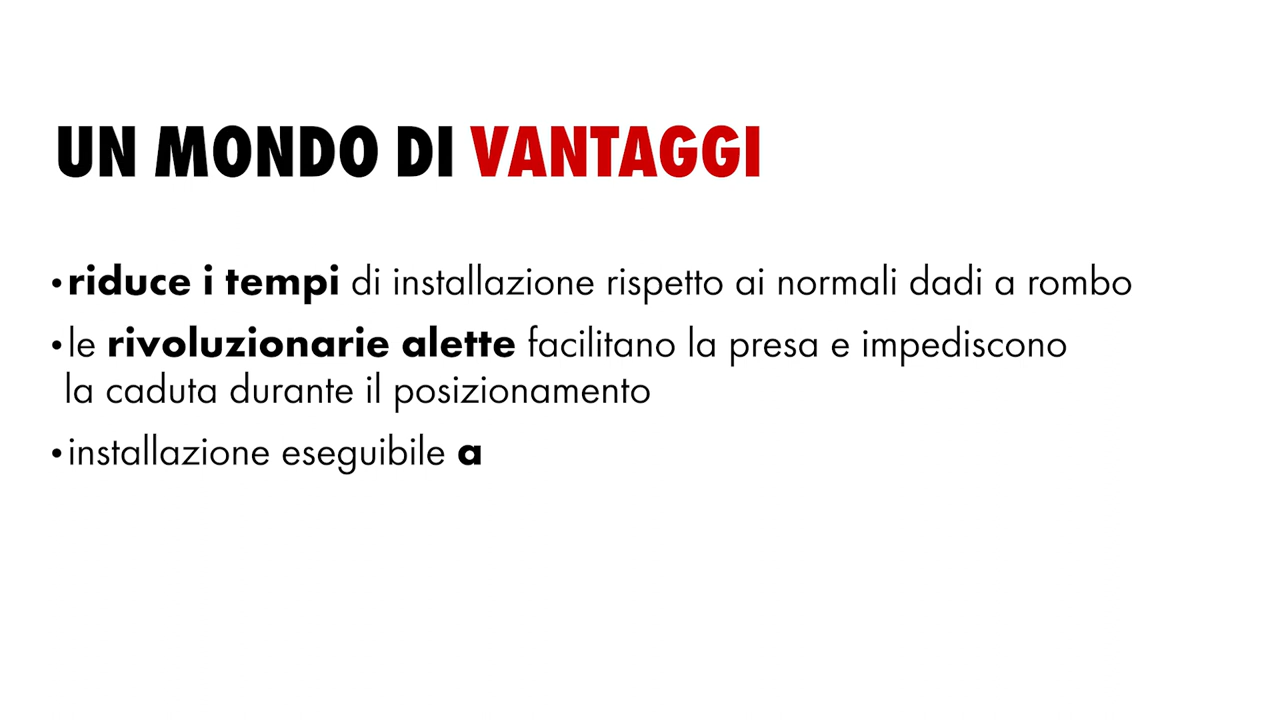 UN MONDO DI VANTAGGI
•riduce i tempi di installazione rispetto ai normali dadi a rombo
•le rivoluzionarie alette facilitano la presa e impediscono
la caduta durante il posizionamento
•installazione eseguibile a